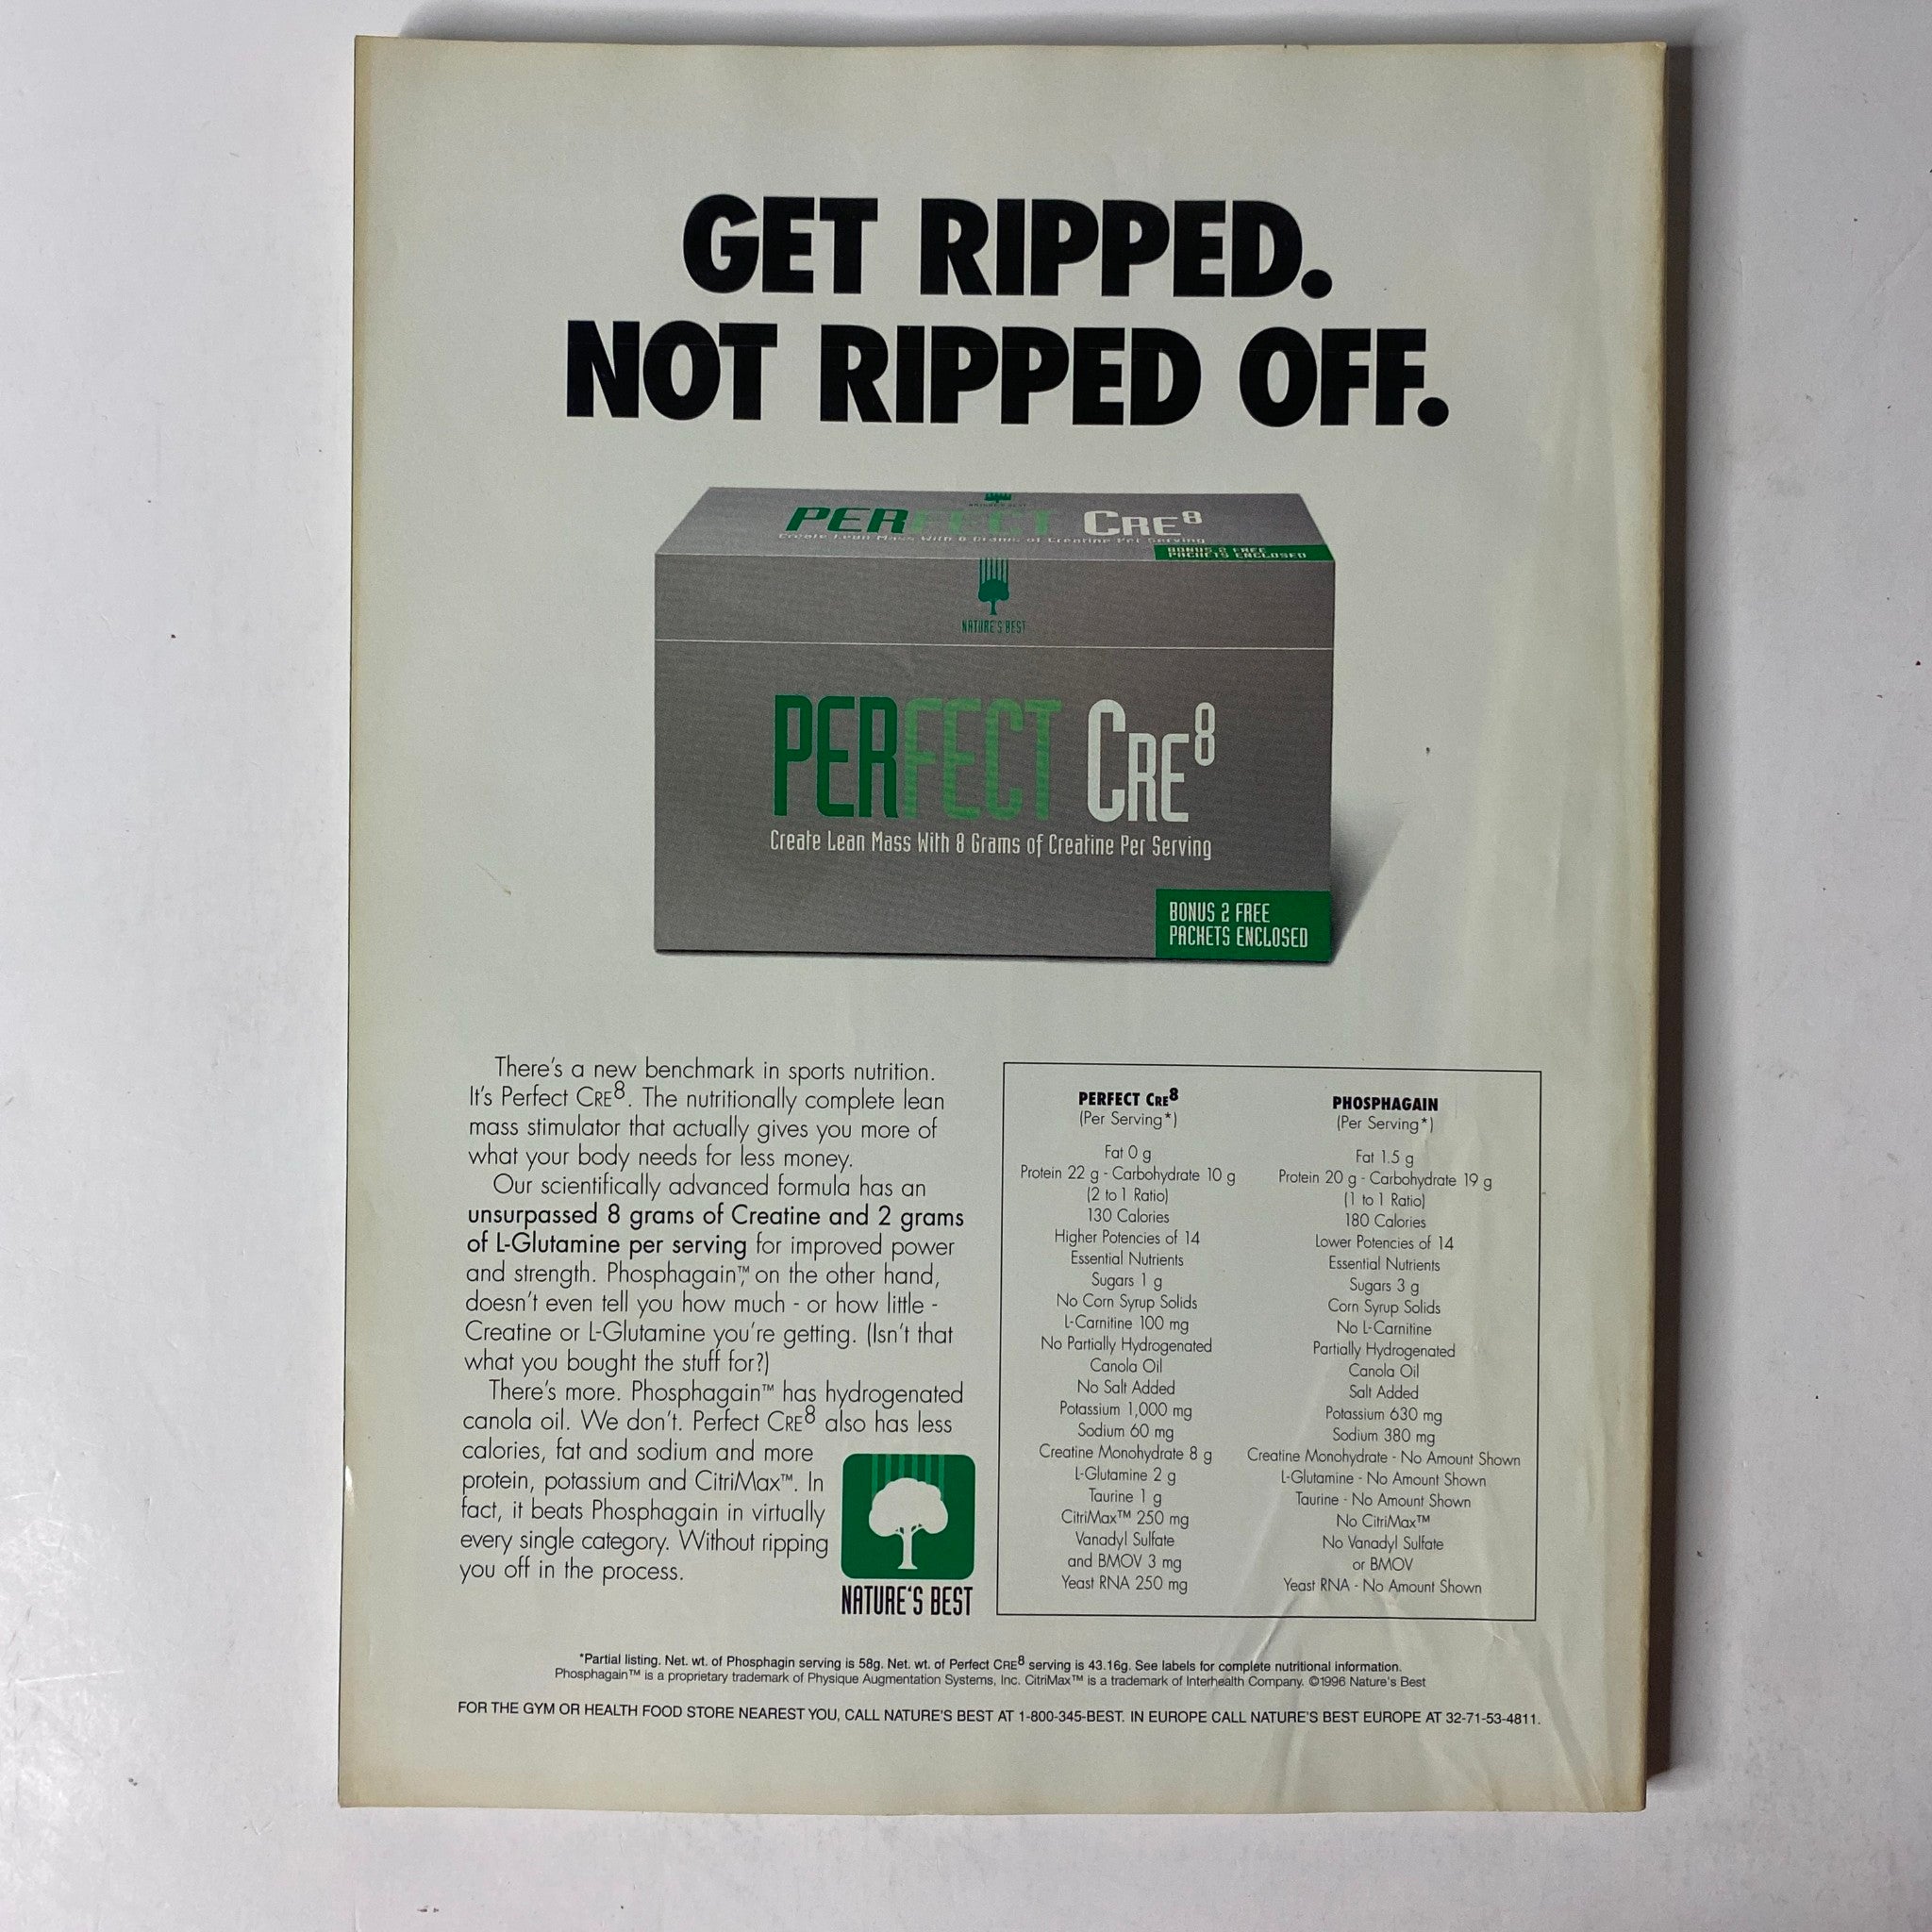 GET RIPPED.
NOT RIPPED OFF.
NATURE'S BEST
PERFECT CRE8
Create Lean Mass With 8 Grams of Creatine Per Serving
BONUS 2 FREE
PACKETS ENCLOSED
NATURE'S BEST
PERFECT CRE8
Create Lean Mass With 8 Grams of Creatine Per Serving
BONUS 2 FREE
PACKETS ENCLOSED
There's a new benchmark in sports nutrition.
It's Perfect CRE8. The nutritionally complete lean
mass stimulator that actually gives you more of
what your body needs for less money.
Our scientifically advanced formula has an
unsurpassed 8 grams of Creatine and 2 grams
of L-Glutamine per serving for improved power
and strength. Phosphagain™, on the other hand,
doesn't even tell you how much - or how little -
Creatine or L-Glutamine you're getting. (Isn't that
what you bought the stuff for?)
There's more. Phosphagain™ has hydrogenated
canola oil. We don't. Perfect CRE8 also has less
calories, fat and sodium and more
protein, potassium and CitriMax™. In
fact, it beats Phosphagain in virtually
every single category. Without ripping
you off in the process.
NATURE'S BEST
PERFECT CRE8
(Per Serving*)
Fat 0 g
Protein 22 g - Carbohydrate 10 g
(2 to 1 Ratio)
130 Calories
Higher Potencies of 14
Essential Nutrients
Sugars 1 g
No Corn Syrup Solids
L-Carnitine 100 mg
No Partially Hydrogenated
Canola Oil
No Salt Added
Potassium 1,000 mg
Sodium 60 mg
Creatine Monohydrate 8 g
L-Glutamine 2 g
Taurine 1 g
CitriMax™ 250 mg
Vanadyl Sulfate
and BMOV 3 mg
Yeast RNA 250 mg
PHOSPHAGAIN
(Per Serving*)
Fat 1.5 g
Protein 20 g - Carbohydrate 19 g
(1 to 1 Ratio)
180 Calories
Lower Potencies of 14
Essential Nutrients
Sugars 3 g
Corn Syrup Solids
No L-Carnitine
Partially Hydrogenated
Canola Oil
Salt Added
Potassium 630 mg
Sodium 380 mg
Creatine Monohydrate - No Amount Shown
L-Glutamine - No Amount Shown
Taurine - No Amount Shown
No CitriMax™
No Vanadyl Sulfate
or BMOV
Yeast RNA - No Amount Shown
*Partial listing. Net. wt. of Phosphagin serving is 58g. Net. wt. of Perfect CRE8 serving is 43.16g. See labels for complete nutritional information.
Phosphagain™ is a proprietary trademark of Physique Augmentation Systems, Inc. CitriMax™ is a trademark of Interhealth Company. ©1996 Nature's Best
FOR THE GYM OR HEALTH FOOD STORE NEAREST YOU, CALL NATURE'S BEST AT 1-800-345-BEST. IN EUROPE CALL NATURE'S BEST EUROPE AT 32-71-53-4811.